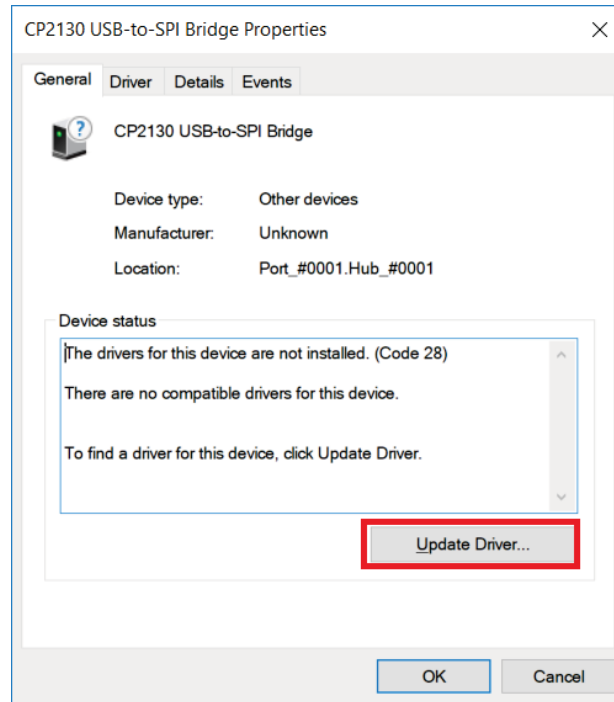 CP2130 USB-to-SPI Bridge Properties
General Driver Details Events
CP2130 USB-to-SPI Bridge
Device type: Other devices
Manufacturer: Unknown
Location: Port_#0001.Hub_#0001
Device status
The drivers for this device are not installed. (Code 28)
There are no compatible drivers for this device.
To find a driver for this device, click Update Driver.
Update Driver...
OK Cancel